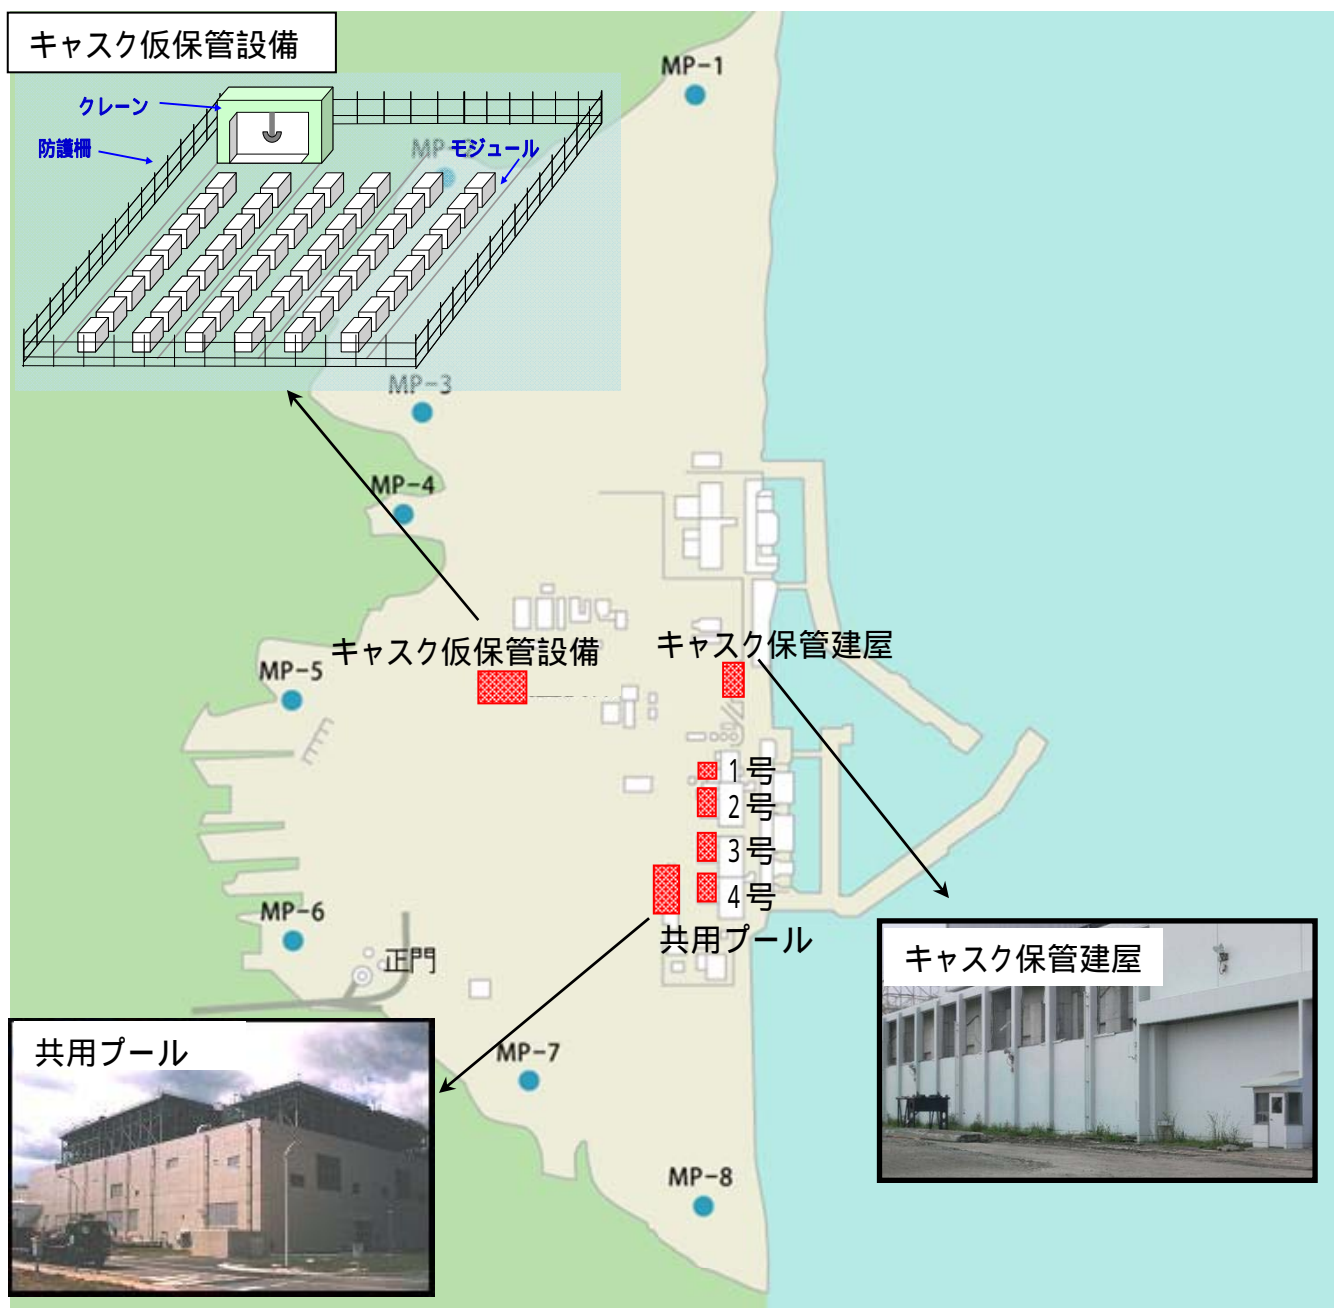 キャスク仮保管設備
クレーン
防護柵
モジュール
MP-1
MP-2
MP-3
MP-4
キャスク仮保管設備
キャスク保管建屋
MP-5
1号
2号
3号
4号
MP-6
共用プール
正門
キャスク保管建屋
共用プール
MP-7
MP-8